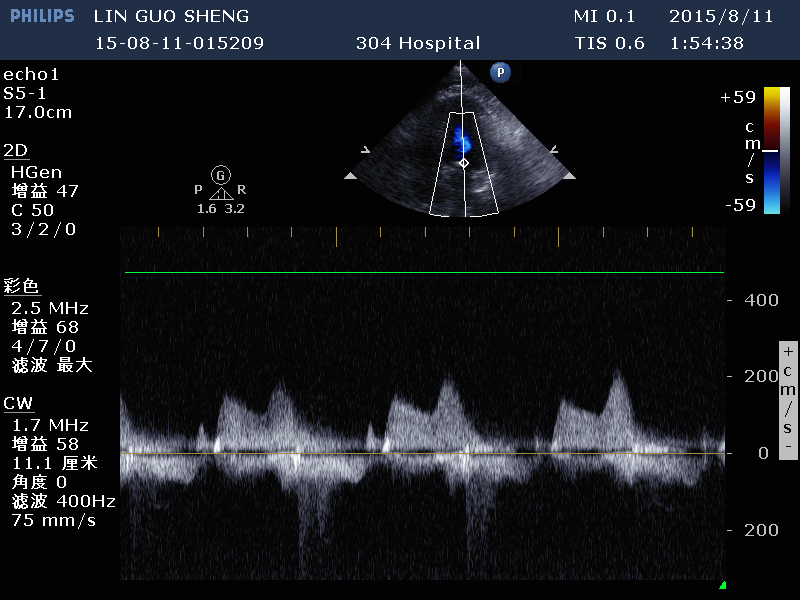 PHILIPS LIN GUO SHENG MI 0.1 2015/8/11
15-08-11-015209 304 Hospital TIS 0.6 1:54:38
echo1
S5-1
17.0cm
2D
HGen
增益 47
C 50
3/2/0
彩色
2.5 MHz
增益 68
4/7/0
滤波 最大
CW
1.7 MHz
增益 58
11.1 厘米
角度 0
滤波 400Hz
75 mm/s
G
P R
1.6 3.2
P
+59
cm/s
-59
400
200
0
200
+
cm/s
-